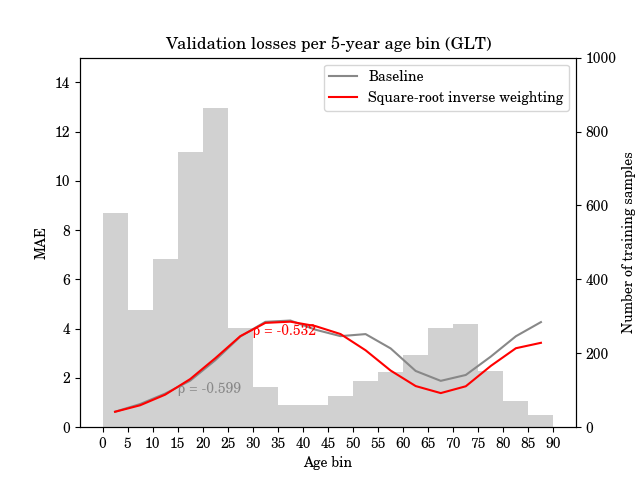 Validation losses per 5-year age bin (GLT)
Baseline
Square-root inverse weighting
MAE
14
12
10
8
6
4
2
0
Number of training samples
1000
800
600
400
200
0
ρ = -0.532
ρ = -0.599
0 5 10 15 20 25 30 35 40 45 50 55 60 65 70 75 80 85 90
Age bin